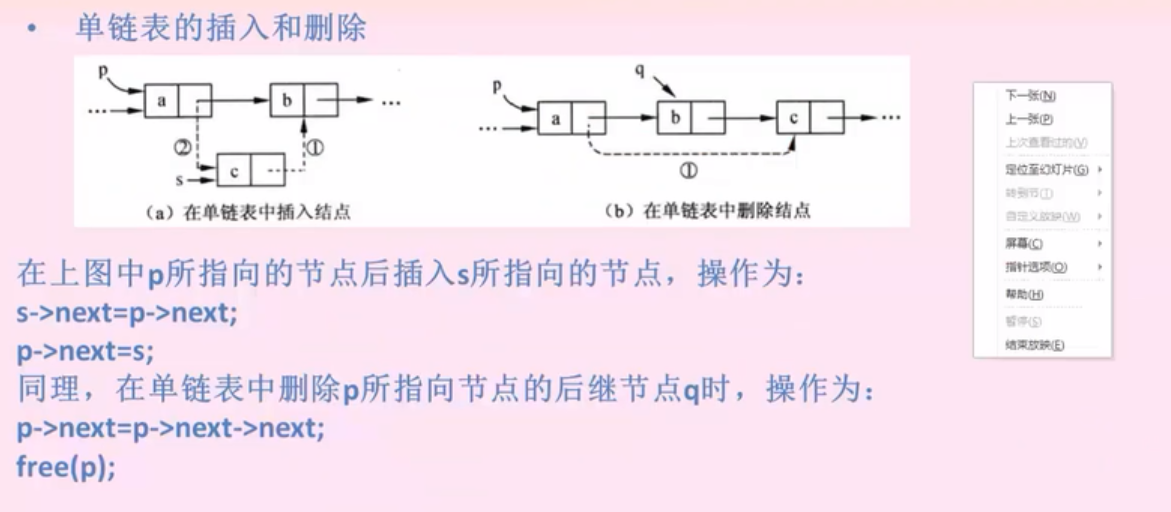 • 单链表的插入和删除
p
a
b
...
...
②
①
s
c
(a) 在单链表中插入结点
p
q
a
b
c
...
...
①
(b) 在单链表中删除结点
在上图中p所指向的节点后插入s所指向的节点，操作为：
s->next=p->next;
p->next=s;
同理，在单链表中删除p所指向节点的后继节点q时，操作为：
p->next=p->next->next;
free(p);
下一张(N)
上一张(P)
上次查看过的(V)
定位至幻灯片(G)
转到节(T)
自定义放映(W)
屏幕(C)
指针选项(O)
帮助(H)
暂停(S)
结束放映(E)